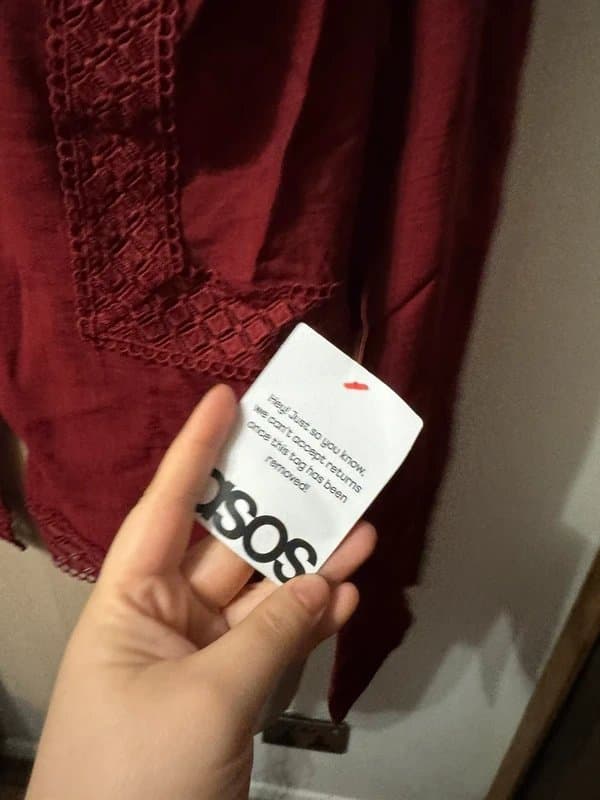 Hey! Just so you know,
we can't accept returns
once this tag has been
removed!
asos